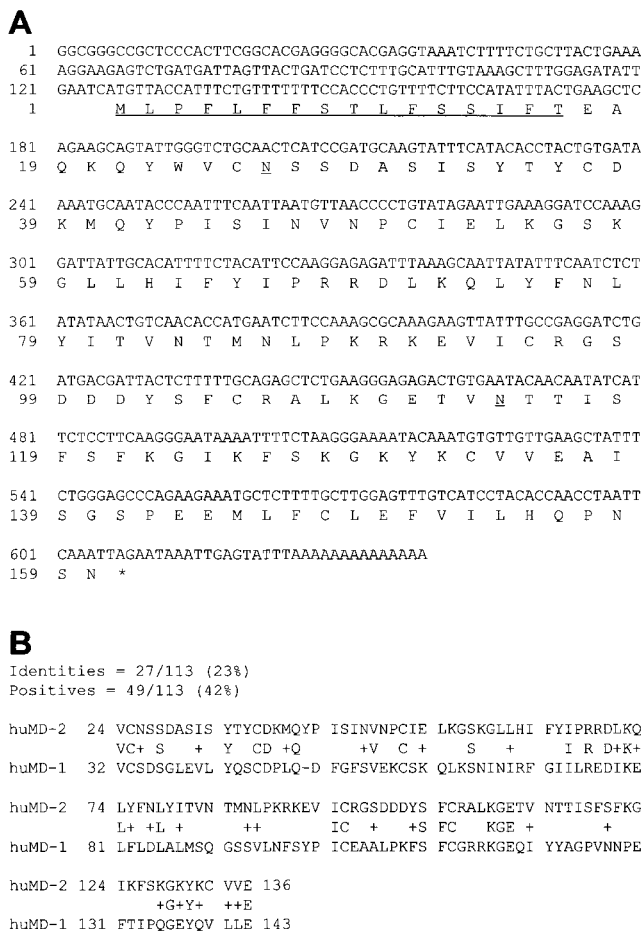 A
1 GGCGGGCCGCTCCCACTTCGGCACGAGGGGCACGAGGTAAATCTTTTCTGCTTACTGAAA
61 AGGAAGAGTCTGATGATTAGTTACTGATCCTCTTTGCATTTGTAAAGCTTTGGAGATATT
121 GAATCATGTTACCATTTCTGTTTTTTTCCACCCTGTTTTCTTCCATATTTACTGAAGCTC
1 M L P F L F F S T L F S S I F T E A
181 AGAAGCAGTATTGGGTCTGCAACTCATCCGATGCAAGTATTTCATACACCTACTGTGATA
19 Q K Q Y W V C N S S D A S I S Y T Y C D
241 AAATGCAATACCCAATTTCAATTAATGTTAACCCCTGTATAGAATTGAAAGGATCCAAAG
39 K M Q Y P I S I N V N P C I E L K G S K
301 GATTATTGCACATTTTCTACATTCCAAGGAGAGATTTAAAGCAATTATATTTCAATCTCT
59 G L L H I F Y I P R R D L K Q L Y F N L
361 ATATAACTGTCAACACCATGAATCTTCCAAAGCGCAAAGAAGTTATTTGCCGAGGATCTG
79 Y I T V N T M N L P K R K E V I C R G S
421 ATGACGATTACTCTTTTTGCAGAGCTCTGAAGGGAGAGACTGTGAATACAACAATATCAT
99 D D D Y S F C R A L K G E T V N T T I S
481 TCTCCTTCAAGGGAATAAAATTTTCTAAGGGAAAATACAAATGTGTTGTTGAAGCTATTT
119 F S F K G I K F S K G K Y K C V V E A I
541 CTGGGAGCCCAGAAGAAATGCTCTTTTGCTTGGAGTTTGTCATCCTACACCAACCTAATT
139 S G S P E E M L F C L E F V I L H Q P N
601 CAAATTAGAATAAATTGAGTATTTAAAAAAAAAAAAAA
159 S N *
B
Identities = 27/113 (23%)
Positives = 49/113 (42%)
huMD-2 24 VCNSSDASIS YTYCDKMQYP ISINVNPCIE LKGSKGLLHI FYIPRRDLKQ
VC+ S + Y CD +Q +V C + S + I R D+K+
huMD-1 32 VCSDSGLEVL YQSCDPLQ-D FGFSVEKCSK QLKSNINIRF GIILREDIKE
huMD-2 74 LYFNLYITVN TMNLPKRKEV ICRGSDDDYS FCRALKGETV NTTISFSFKG
L+ +L + ++ IC + +S FC KGE + +
huMD-1 81 LFLDLALMSQ GSSVLNFSYP ICEAALPKFS FCGRRKGEQI YYAGPVNNPE
huMD-2 124 IKFSKGKYKC VVE 136
+G+Y+ ++E
huMD-1 131 FTIPQGEYQV LLE 143